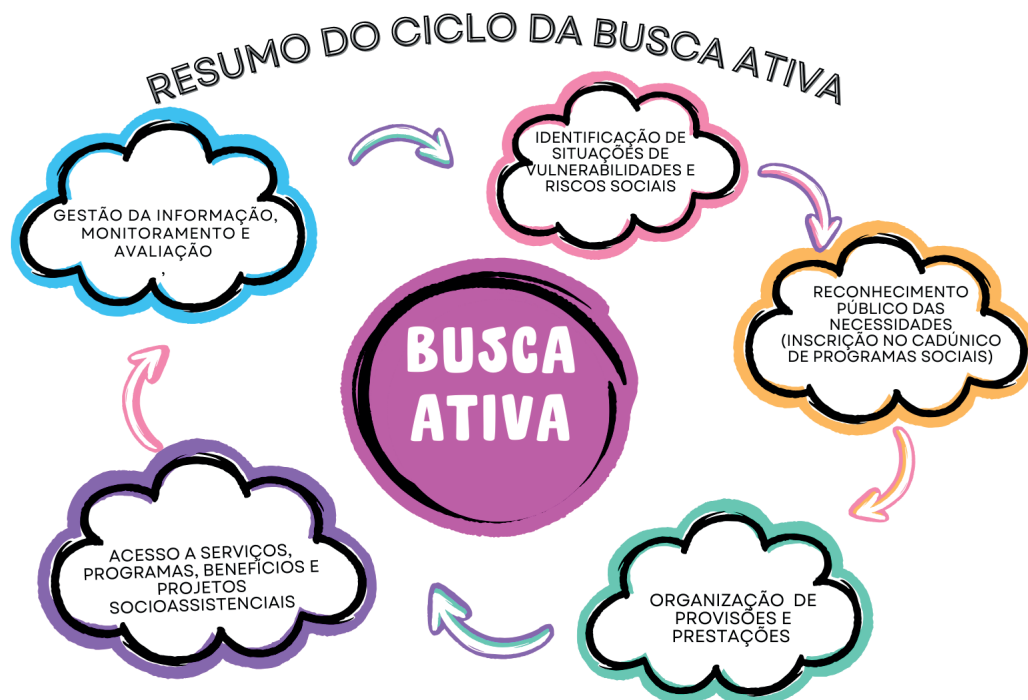 RESUMO DO CICLO DA BUSCA ATIVA
IDENTIFICAÇÃO DE
SITUAÇÕES DE
VULNERABILIDADES E
RISCOS SOCIAIS
GESTÃO DA INFORMAÇÃO,
MONITORAMENTO E
AVALIAÇÃO
,
RECONHECIMENTO
PÚBLICO DAS
NECESSIDADES
(INSCRIÇÃO NO CADÚNICO
DE PROGRAMAS SOCIAIS)
BUSCA
ATIVA
ACESSO A SERVIÇOS,
PROGRAMAS, BENEFÍCIOS E
PROJETOS
SOCIOASSISTENCIAIS
ORGANIZAÇÃO DE
PROVISÕES E
PRESTAÇÕES